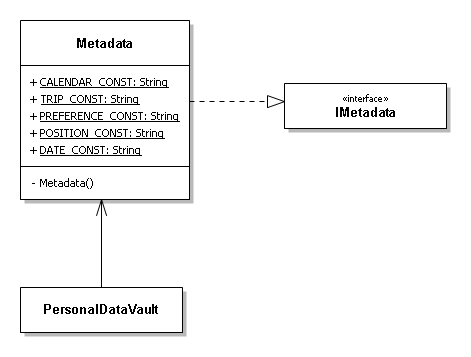 Metadata
+ CALENDAR_CONST: String
+ TRIP_CONST: String
+ PREFERENCE_CONST: String
+ POSITION_CONST: String
+ DATE_CONST: String
- Metadata()
«interface»
IMetadata
PersonalDataVault